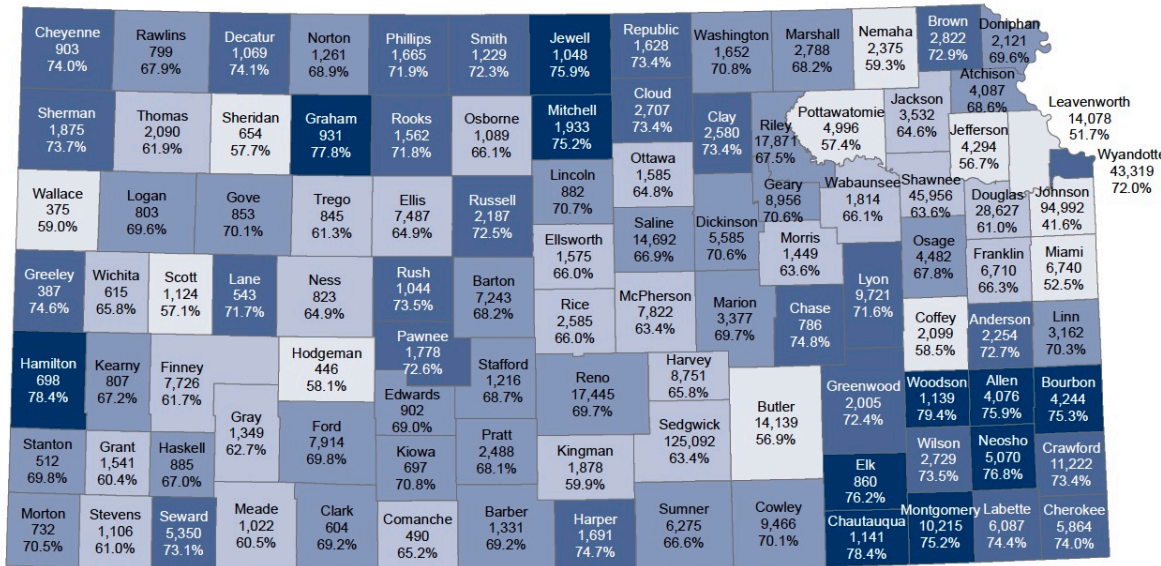 Cheyenne
903
74.0%
Rawlins
799
67.9%
Decatur
1,069
74.1%
Norton
1,261
68.9%
Phillips
1,665
71.9%
Smith
1,229
72.3%
Jewell
1,048
75.9%
Republic
1,628
73.4%
Washington
1,652
70.8%
Marshall
2,788
68.2%
Nemaha
2,375
59.3%
Brown
2,822
72.9%
Doniphan
2,121
69.6%
Atchison
4,087
68.6%
Leavenworth
14,078
51.7%
Wyandotte
43,319
72.0%
Sherman
1,875
73.7%
Thomas
2,090
61.9%
Sheridan
654
57.7%
Graham
931
77.8%
Rooks
1,562
71.8%
Osborne
1,089
66.1%
Mitchell
1,933
75.2%
Cloud
2,707
73.4%
Clay
2,580
73.4%
Riley
17,871
67.5%
Pottawatomie
4,996
57.4%
Jackson
3,532
64.6%
Jefferson
4,294
56.7%
Wallace
375
59.0%
Logan
803
69.6%
Gove
853
70.1%
Trego
845
61.3%
Ellis
7,487
64.9%
Russell
2,187
72.5%
Lincoln
882
70.7%
Ottawa
1,585
64.8%
Saline
14,692
66.9%
Dickinson
5,585
70.6%
Geary
8,956
70.6%
Wabaunsee
1,814
66.1%
Shawnee
45,956
63.6%
Douglas
28,627
61.0%
Johnson
94,992
41.6%
Ellsworth
1,575
66.0%
Morris
1,449
63.6%
Osage
4,482
67.8%
Franklin
6,710
66.3%
Miami
6,740
52.5%
Greeley
387
74.6%
Wichita
615
65.8%
Scott
1,124
57.1%
Lane
543
71.7%
Ness
823
64.9%
Rush
1,044
73.5%
Barton
7,243
68.2%
Rice
2,585
66.0%
McPherson
7,822
63.4%
Marion
3,377
69.7%
Chase
786
74.8%
Lyon
9,721
71.6%
Coffey
2,099
58.5%
Anderson
2,254
72.7%
Linn
3,162
70.3%
Hamilton
698
78.4%
Kearny
807
67.2%
Finney
7,726
61.7%
Hodgeman
446
58.1%
Pawnee
1,778
72.6%
Stafford
1,216
68.7%
Reno
17,445
69.7%
Harvey
8,751
65.8%
Butler
14,139
56.9%
Greenwood
2,005
72.4%
Woodson
1,139
79.4%
Allen
4,076
75.9%
Bourbon
4,244
75.3%
Gray
1,349
62.7%
Ford
7,914
69.8%
Edwards
902
69.0%
Kiowa
697
70.8%
Pratt
2,488
68.1%
Kingman
1,878
59.9%
Sedgwick
125,092
63.4%
Elk
860
76.2%
Wilson
2,729
73.5%
Neosho
5,070
76.8%
Crawford
11,222
73.4%
Stanton
512
69.8%
Grant
1,541
60.4%
Haskell
885
67.0%
Morton
732
70.5%
Stevens
1,106
61.0%
Seward
5,350
73.1%
Meade
1,022
60.5%
Clark
604
69.2%
Comanche
490
65.2%
Barber
1,331
69.2%
Harper
1,691
74.7%
Sumner
6,275
66.6%
Cowley
9,466
70.1%
Chautauqua
1,141
78.4%
Montgomery
10,215
75.2%
Labette
6,087
74.4%
Cherokee
5,864
74.0%